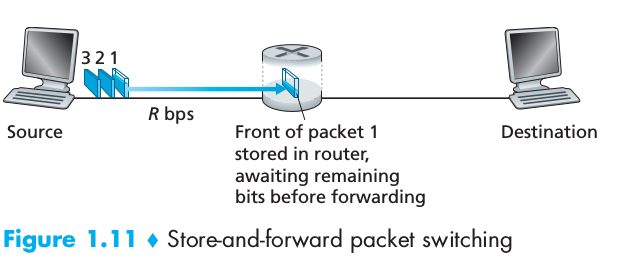 3 2 1
R bps
Source
Front of packet 1
stored in router,
awaiting remaining
bits before forwarding
Destination
Figure 1.11 ♦ Store-and-forward packet switching